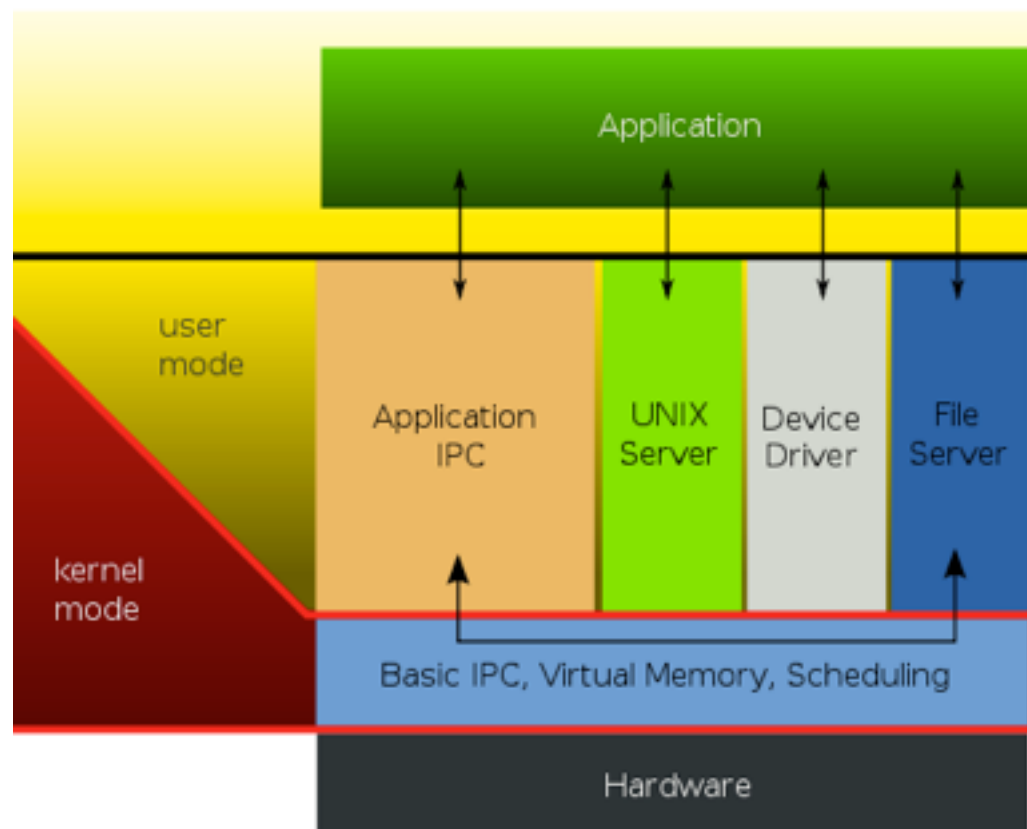 Application
user
mode
Application
IPC
UNIX
Server
Device
Driver
File
Server
kernel
mode
Basic IPC, Virtual Memory, Scheduling
Hardware